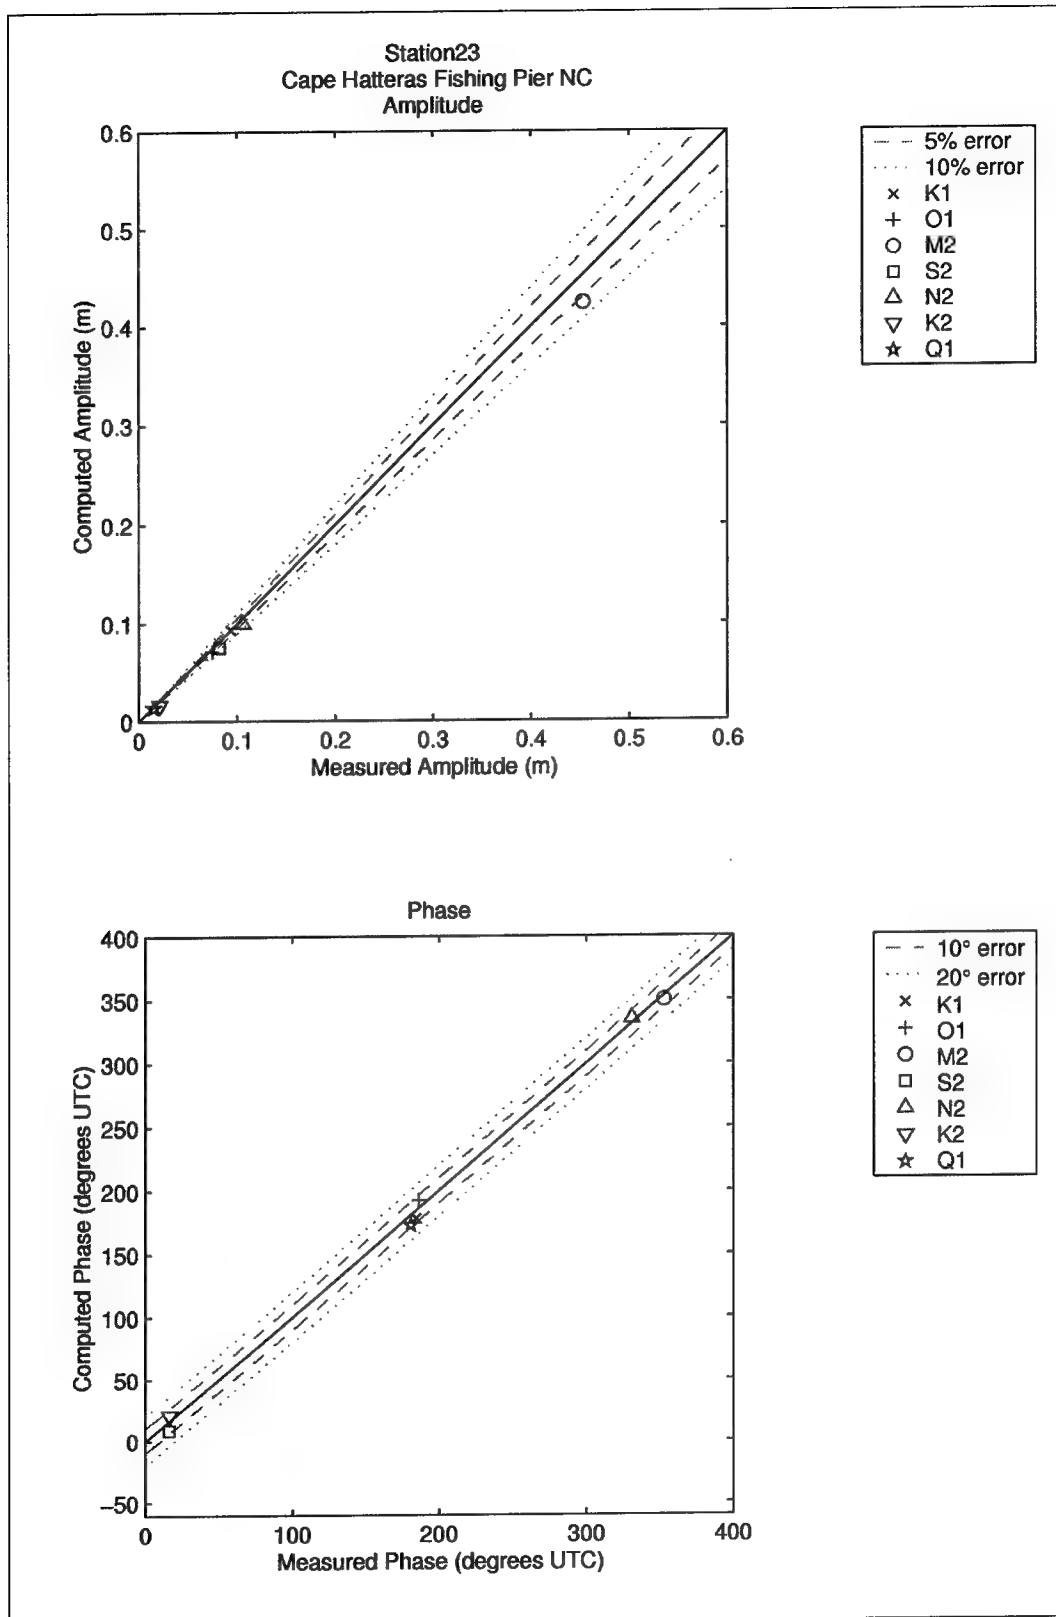 Station23
Cape Hatteras Fishing Pier NC
Amplitude
0.6
0.5
0.4
0.3
0.2
0.1
0
Computed Amplitude (m)
0 0.1 0.2 0.3 0.4 0.5 0.6
Measured Amplitude (m)
5% error
10% error
K1
O1
M2
S2
N2
K2
Q1
Phase
400
350
300
250
200
150
100
50
0
−50
Computed Phase (degrees UTC)
0 100 200 300 400
Measured Phase (degrees UTC)
10° error
20° error
K1
O1
M2
S2
N2
K2
Q1